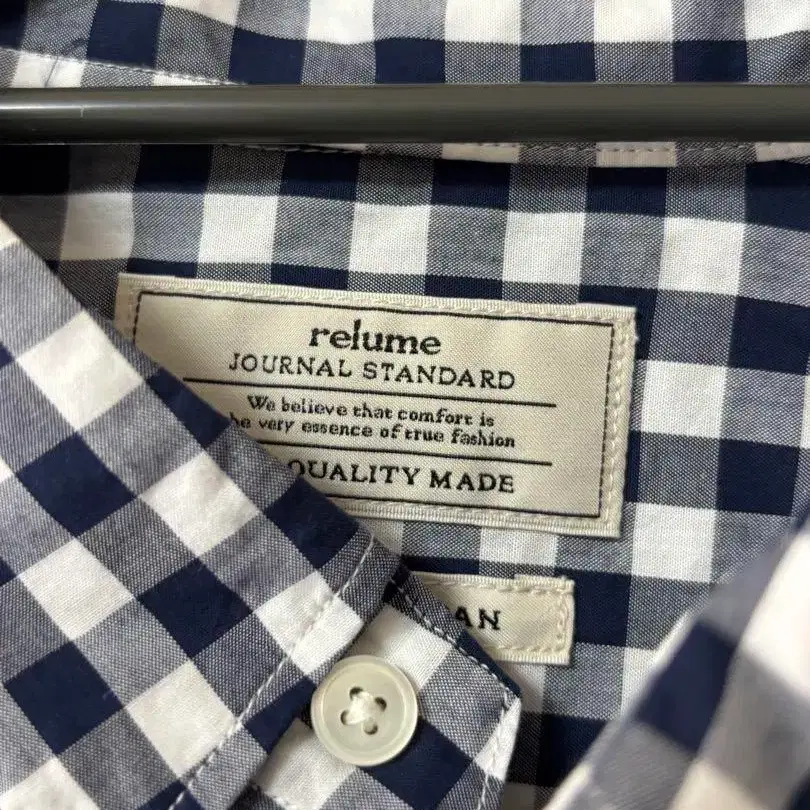 relume
JOURNAL STANDARD
We believe that comfort is
he very essence of true fashion
QUALITY MADE
AN